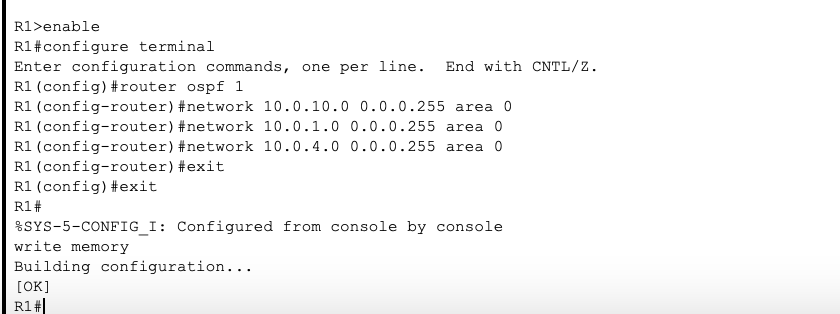 R1>enable
R1#configure terminal
Enter configuration commands, one per line.  End with CNTL/Z.
R1(config)#router ospf 1
R1(config-router)#network 10.0.10.0 0.0.0.255 area 0
R1(config-router)#network 10.0.1.0 0.0.0.255 area 0
R1(config-router)#network 10.0.4.0 0.0.0.255 area 0
R1(config-router)#exit
R1(config)#exit
R1#
%SYS-5-CONFIG_I: Configured from console by console
write memory
Building configuration...
[OK]
R1#